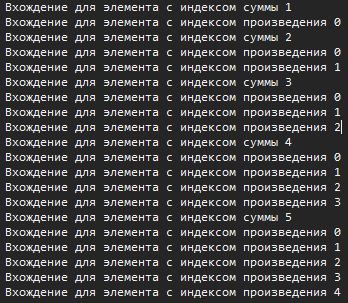 Вхождение для элемента с индексом суммы 1
Вхождение для элемента с индексом произведения 0
Вхождение для элемента с индексом суммы 2
Вхождение для элемента с индексом произведения 0
Вхождение для элемента с индексом произведения 1
Вхождение для элемента с индексом суммы 3
Вхождение для элемента с индексом произведения 0
Вхождение для элемента с индексом произведения 1
Вхождение для элемента с индексом произведения 2
Вхождение для элемента с индексом суммы 4
Вхождение для элемента с индексом произведения 0
Вхождение для элемента с индексом произведения 1
Вхождение для элемента с индексом произведения 2
Вхождение для элемента с индексом произведения 3
Вхождение для элемента с индексом суммы 5
Вхождение для элемента с индексом произведения 0
Вхождение для элемента с индексом произведения 1
Вхождение для элемента с индексом произведения 2
Вхождение для элемента с индексом произведения 3
Вхождение для элемента с индексом произведения 4